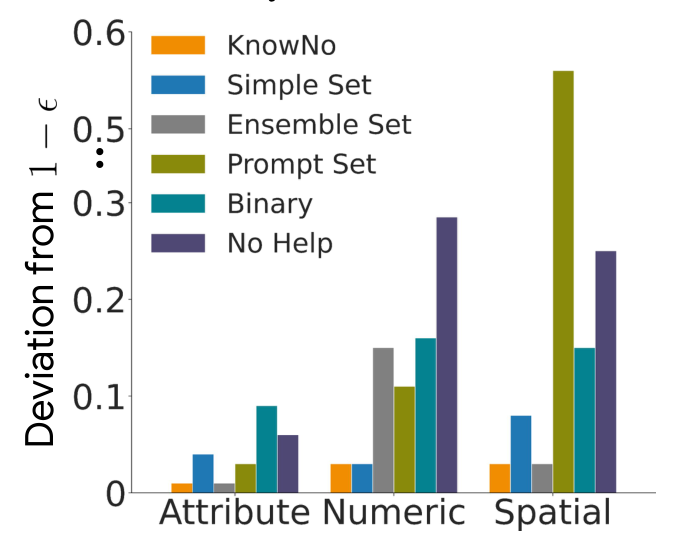 0.6
0.5
0.3
0.2
0.1
0
Deviation from 1 − ϵ
KnowNo
Simple Set
Ensemble Set
Prompt Set
Binary
No Help
Attribute Numeric Spatial